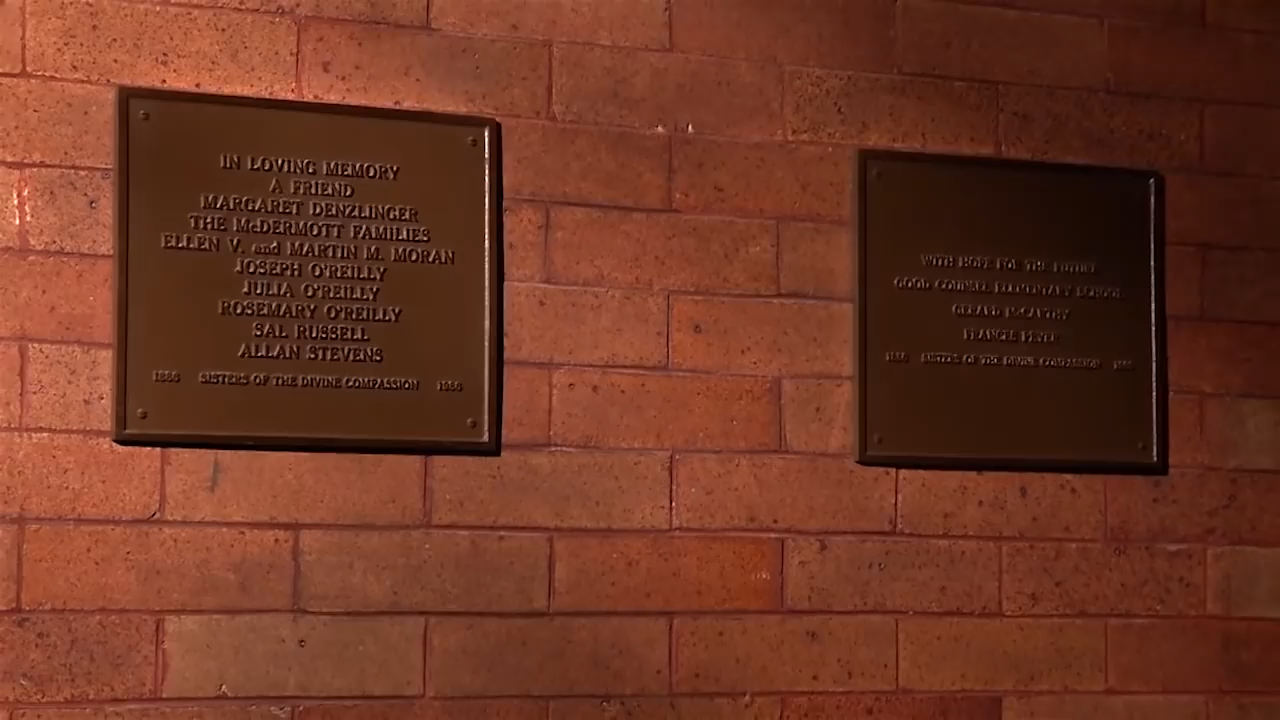 IN LOVING MEMORY
A FRIEND
MARGARET DENZLINGER
THE McDERMOTT FAMILIES
ELLEN V. and MARTIN M. MORAN
JOSEPH O'REILLY
JULIA O'REILLY
ROSEMARY O'REILLY
SAL RUSSELL
ALLAN STEVENS
1886 SISTERS OF THE DIVINE COMPASSION 1986
WITH HOPE FOR THE FUTURE
GOOD COUNSEL ELEMENTARY SCHOOL
GERARD McCARTHY
FRANCES
SISTERS OF THE DIVINE COMPASSION